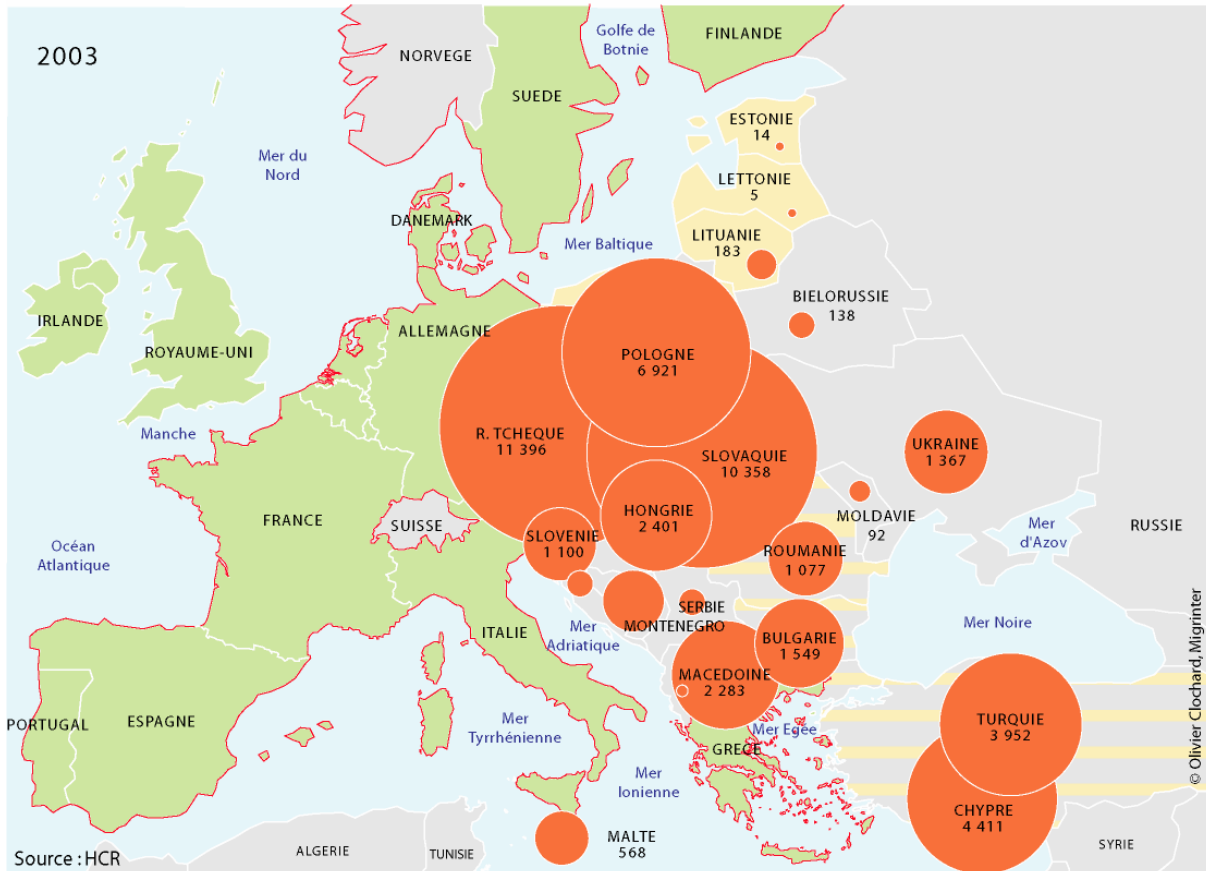 2003
NORVEGE
Golfe de
Botnie
FINLANDE
SUEDE
ESTONIE
14
Mer du
Nord
LETTONIE
5
DANEMARK
LITUANIE
183
Mer Baltique
BIELORUSSIE
138
IRLANDE
ROYAUME-UNI
ALLEMAGNE
POLOGNE
6 921
Manche
R. TCHEQUE
11 396
SLOVAQUIE
10 358
UKRAINE
1 367
FRANCE
SUISSE
HONGRIE
2 401
SLOVENIE
1 100
MOLDAVIE
92
Mer
d'Azov
RUSSIE
Océan
Atlantique
ROUMANIE
1 077
SERBIE
MONTENEGRO
ITALIE
Mer
Adriatique
BULGARIE
1 549
Mer Noire
MACEDOINE
2 283
PORTUGAL
ESPAGNE
Mer
Tyrrhénienne
Mer Egée
GRECE
TURQUIE
3 952
Mer
Ionienne
CHYPRE
4 411
MALTE
568
ALGERIE
TUNISIE
SYRIE
Source : HCR
© Olivier Clochard, Migrinter